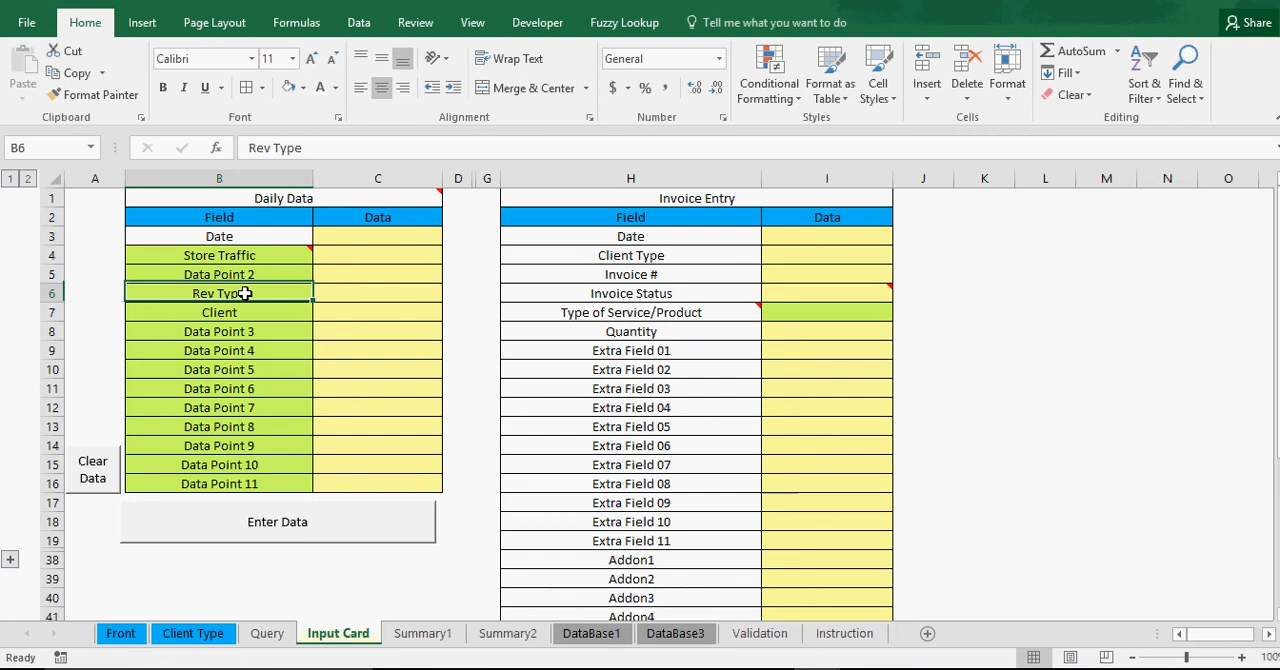 File Home Insert Page Layout Formulas Data Review View Developer Fuzzy Lookup Tell me what you want to do Share
Paste Cut Copy Format Painter
Calibri 11
B I U A
Wrap Text
Merge & Center
General
$ % ,
Conditional Formatting
Format as Table
Cell Styles
Insert Delete Format
AutoSum Fill Clear
Sort & Filter
Find & Select
Clipboard Font Alignment Number Styles Cells Editing
B6 fx Rev Type
1 2 A B C D G H I J K L M N O
1 Daily Data Invoice Entry
2 Field Data Field Data
3 Date Date
4 Store Traffic Client Type
5 Data Point 2 Invoice #
6 Rev Type Invoice Status
7 Client Type of Service/Product
8 Data Point 3 Quantity
9 Data Point 4 Extra Field 01
10 Data Point 5 Extra Field 02
11 Data Point 6 Extra Field 03
12 Data Point 7 Extra Field 04
13 Data Point 8 Extra Field 05
14 Data Point 9 Extra Field 06
15 Data Point 10 Extra Field 07
16 Data Point 11 Extra Field 08
Clear
Data
17 Extra Field 09
18 Enter Data Extra Field 10
19 Extra Field 11
38 Addon1
39 Addon2
40 Addon3
41 Addon4
Front Client Type Query Input Card Summary1 Summary2 DataBase1 DataBase3 Validation Instruction
Ready 100%